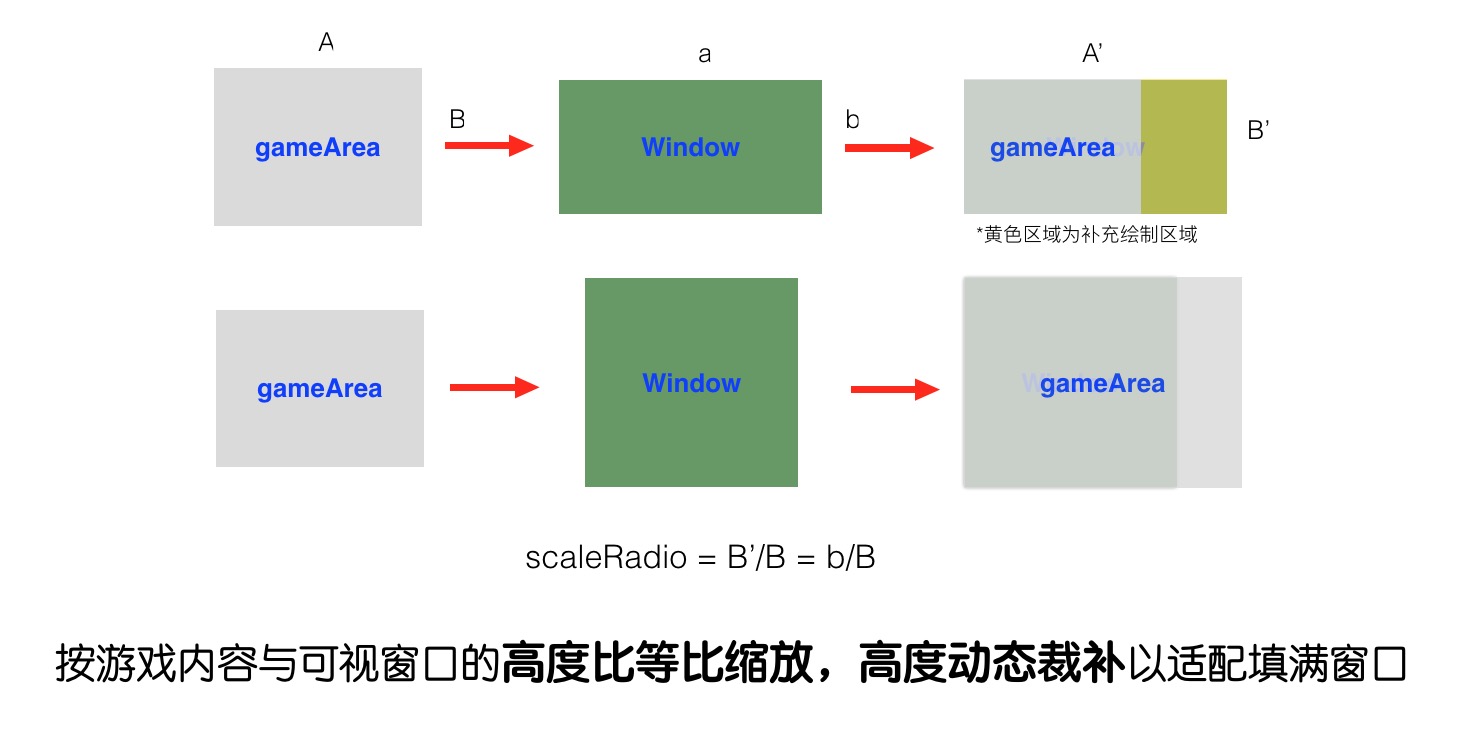 A
a
A’
gameArea
B
Window
b
gameArea
B’
*黄色区域为补充绘制区域
gameArea
Window
Window
gameArea
scaleRadio = B’/B = b/B
按游戏内容与可视窗口的高度比等比缩放，高度动态裁补以适配填满窗口